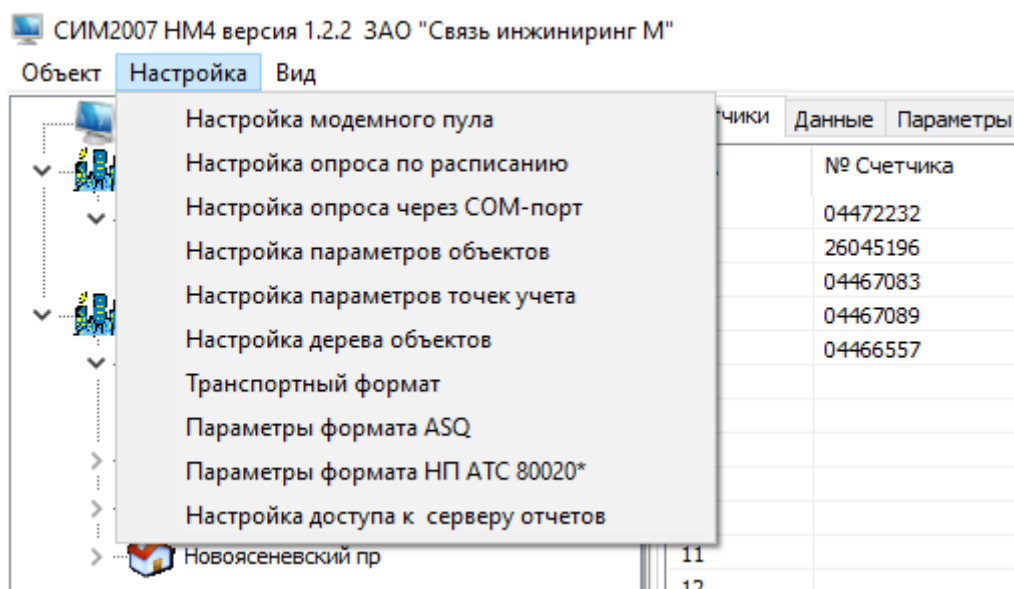 СИМ2007 НМ4 версия 1.2.2 ЗАО "Связь инжиниринг М"
Объект Настройка Вид
Настройка модемного пула
Настройка опроса по расписанию
Настройка опроса через COM-порт
Настройка параметров объектов
Настройка параметров точек учета
Настройка дерева объектов
Транспортный формат
Параметры формата ASQ
Параметры формата НП АТС 80020*
Настройка доступа к серверу отчетов
Новоясеневский пр
тчики Данные Параметры
№ Счетчика
04472232
26045196
04467083
04467089
04466557
11
12